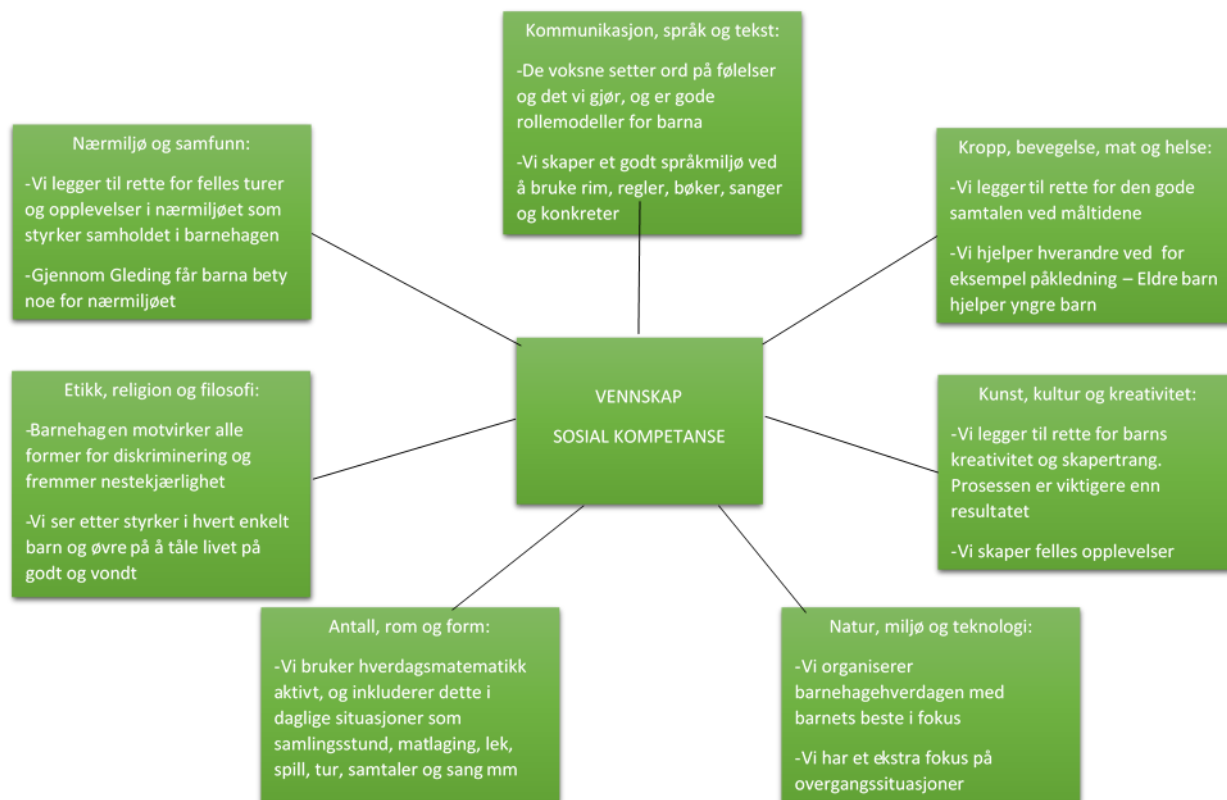 Kommunikasjon, språk og tekst:
-De voksne setter ord på følelser
og det vi gjør, og er gode
rollemodeller for barna
-Vi skaper et godt språkmiljø ved
å bruke rim, regler, bøker, sanger
og konkreter
Nærmiljø og samfunn:
-Vi legger til rette for felles turer
og opplevelser i nærmiljøet som
styrker samholdet i barnehagen
-Gjennom Gleding får barna bety
noe for nærmiljøet
Kropp, bevegelse, mat og helse:
-Vi legger til rette for den gode
samtalen ved måltidene
-Vi hjelper hverandre ved for
eksempel påkledning – Eldre barn
hjelper yngre barn
VENNSKAP
SOSIAL KOMPETANSE
Etikk, religion og filosofi:
-Barnehagen motvirker alle
former for diskriminering og
fremmer nestekjærlighet
-Vi ser etter styrker i hvert enkelt
barn og øvre på å tåle livet på
godt og vondt
Kunst, kultur og kreativitet:
-Vi legger til rette for barns
kreativitet og skapertrang.
Prosessen er viktigere enn
resultatet
-Vi skaper felles opplevelser
Antall, rom og form:
-Vi bruker hverdagsmatematikk
aktivt, og inkluderer dette i
daglige situasjoner som
samlingsstund, matlaging, lek,
spill, tur, samtaler og sang mm
Natur, miljø og teknologi:
-Vi organiserer
barnehagehverdagen med
barnets beste i fokus
-Vi har et ekstra fokus på
overgangssituasjoner